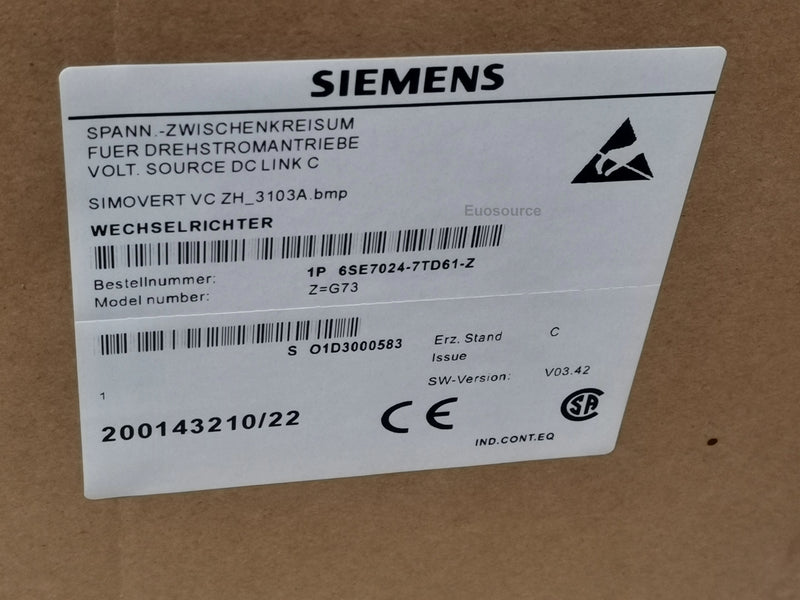 SIEMENS
SPANN.-ZWISCHENKREISUM
FUER DREHSTROMANTRIEBE
VOLT. SOURCE DC LINK C
SIMOVERT VC ZH_3103A.bmp
Euosource
WECHSELRICHTER
1P 6SE7024-7TD61-Z
Bestellnummer:
Model number:
Z=G73
S O1D3000583
Erz. Stand C
Issue
SW-Version: V03.42
1
200143210/22
CE
SA
IND.CONT.EQ